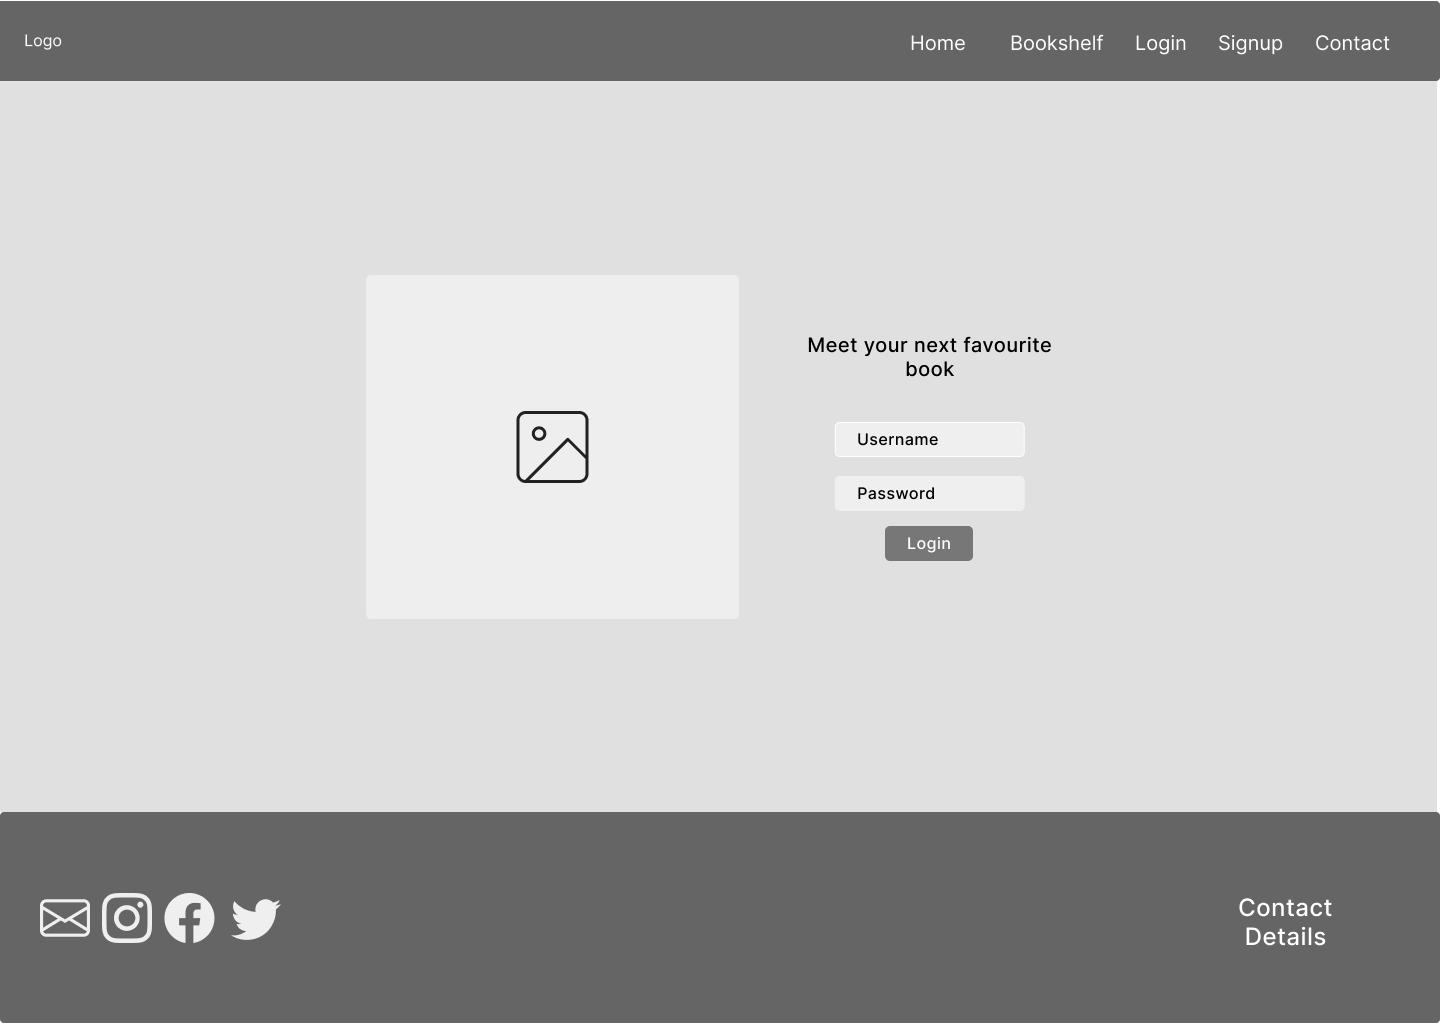 Logo
Home Bookshelf Login Signup Contact
Meet your next favourite
book
Username
Password
Login
Contact
Details